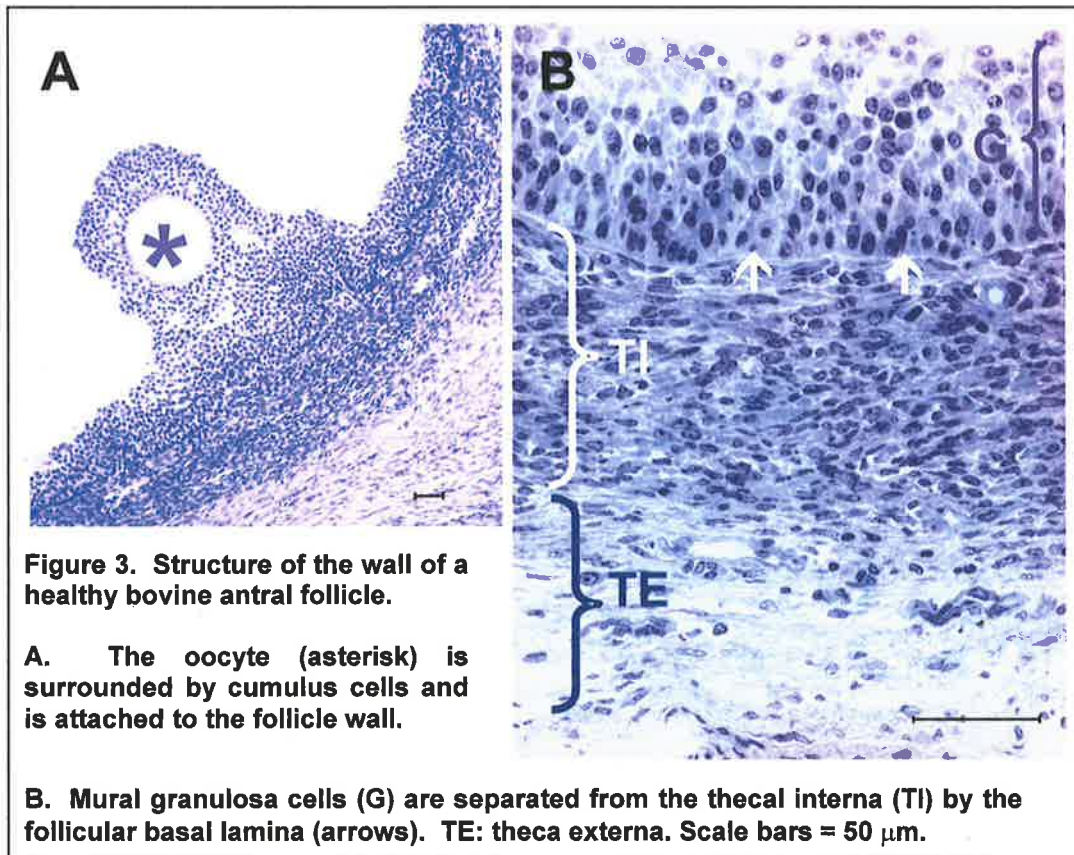 A
B
G
TI
TE
Figure 3. Structure of the wall of a
healthy bovine antral follicle.
A. The oocyte (asterisk) is
surrounded by cumulus cells and
is attached to the follicle wall.
B. Mural granulosa cells (G) are separated from the thecal interna (TI) by the
follicular basal lamina (arrows). TE: theca externa. Scale bars = 50 μm.